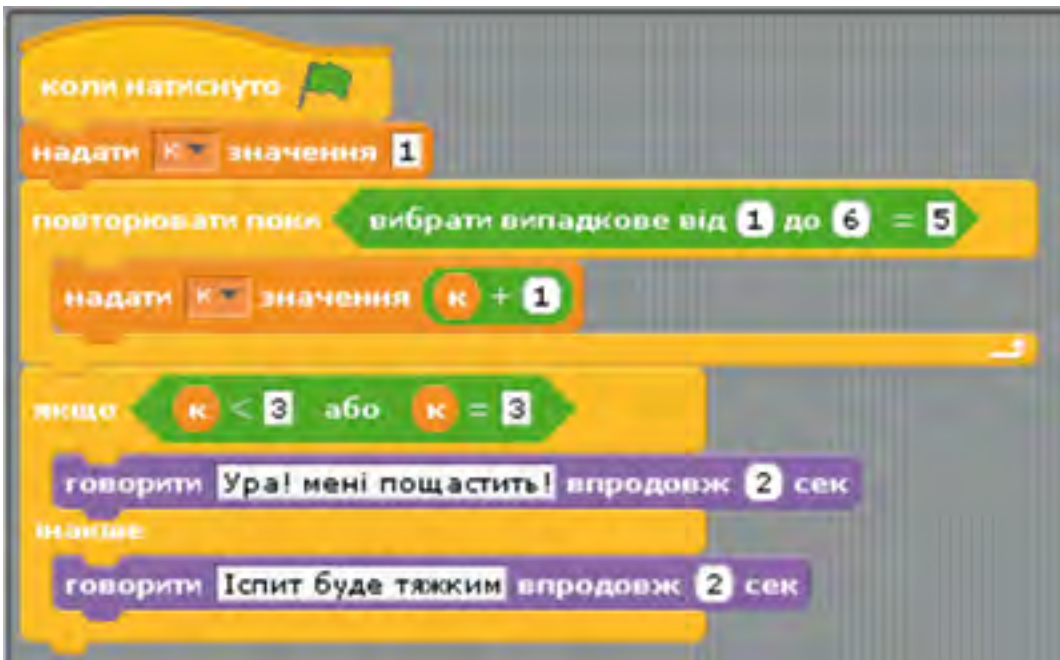 коли натиснуто
надати к значення 1
повторювати поки вибрати випадкове від 1 до 6 = 5
надати к значення к + 1
якщо к < 3 або к = 3
говорити Ура! мені пощастить! впродовж 2 сек
інакше
говорити Іспит буде тяжким впродовж 2 сек